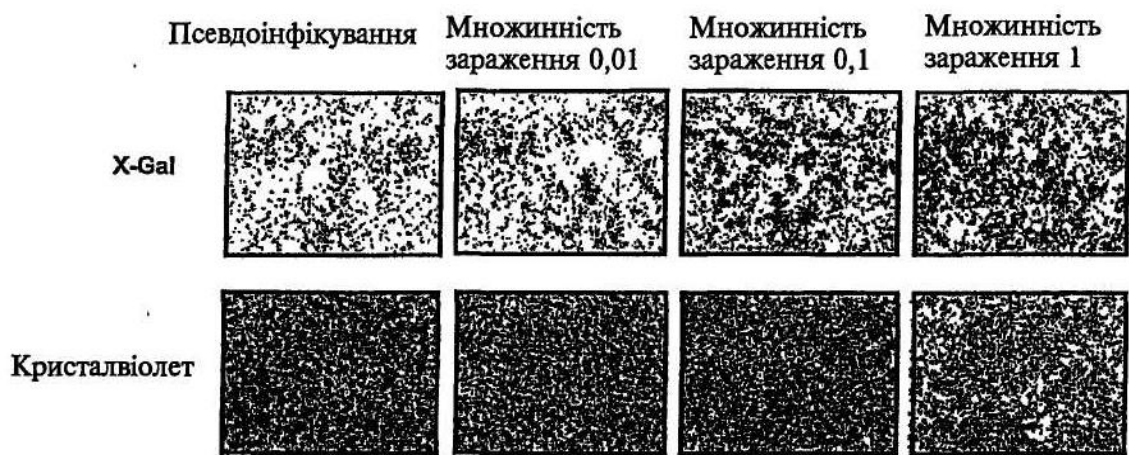 Псевдоінфікування
Множинність
зараження 0,01
Множинність
зараження 0,1
Множинність
зараження 1
X-Gal
Кристалвіолет